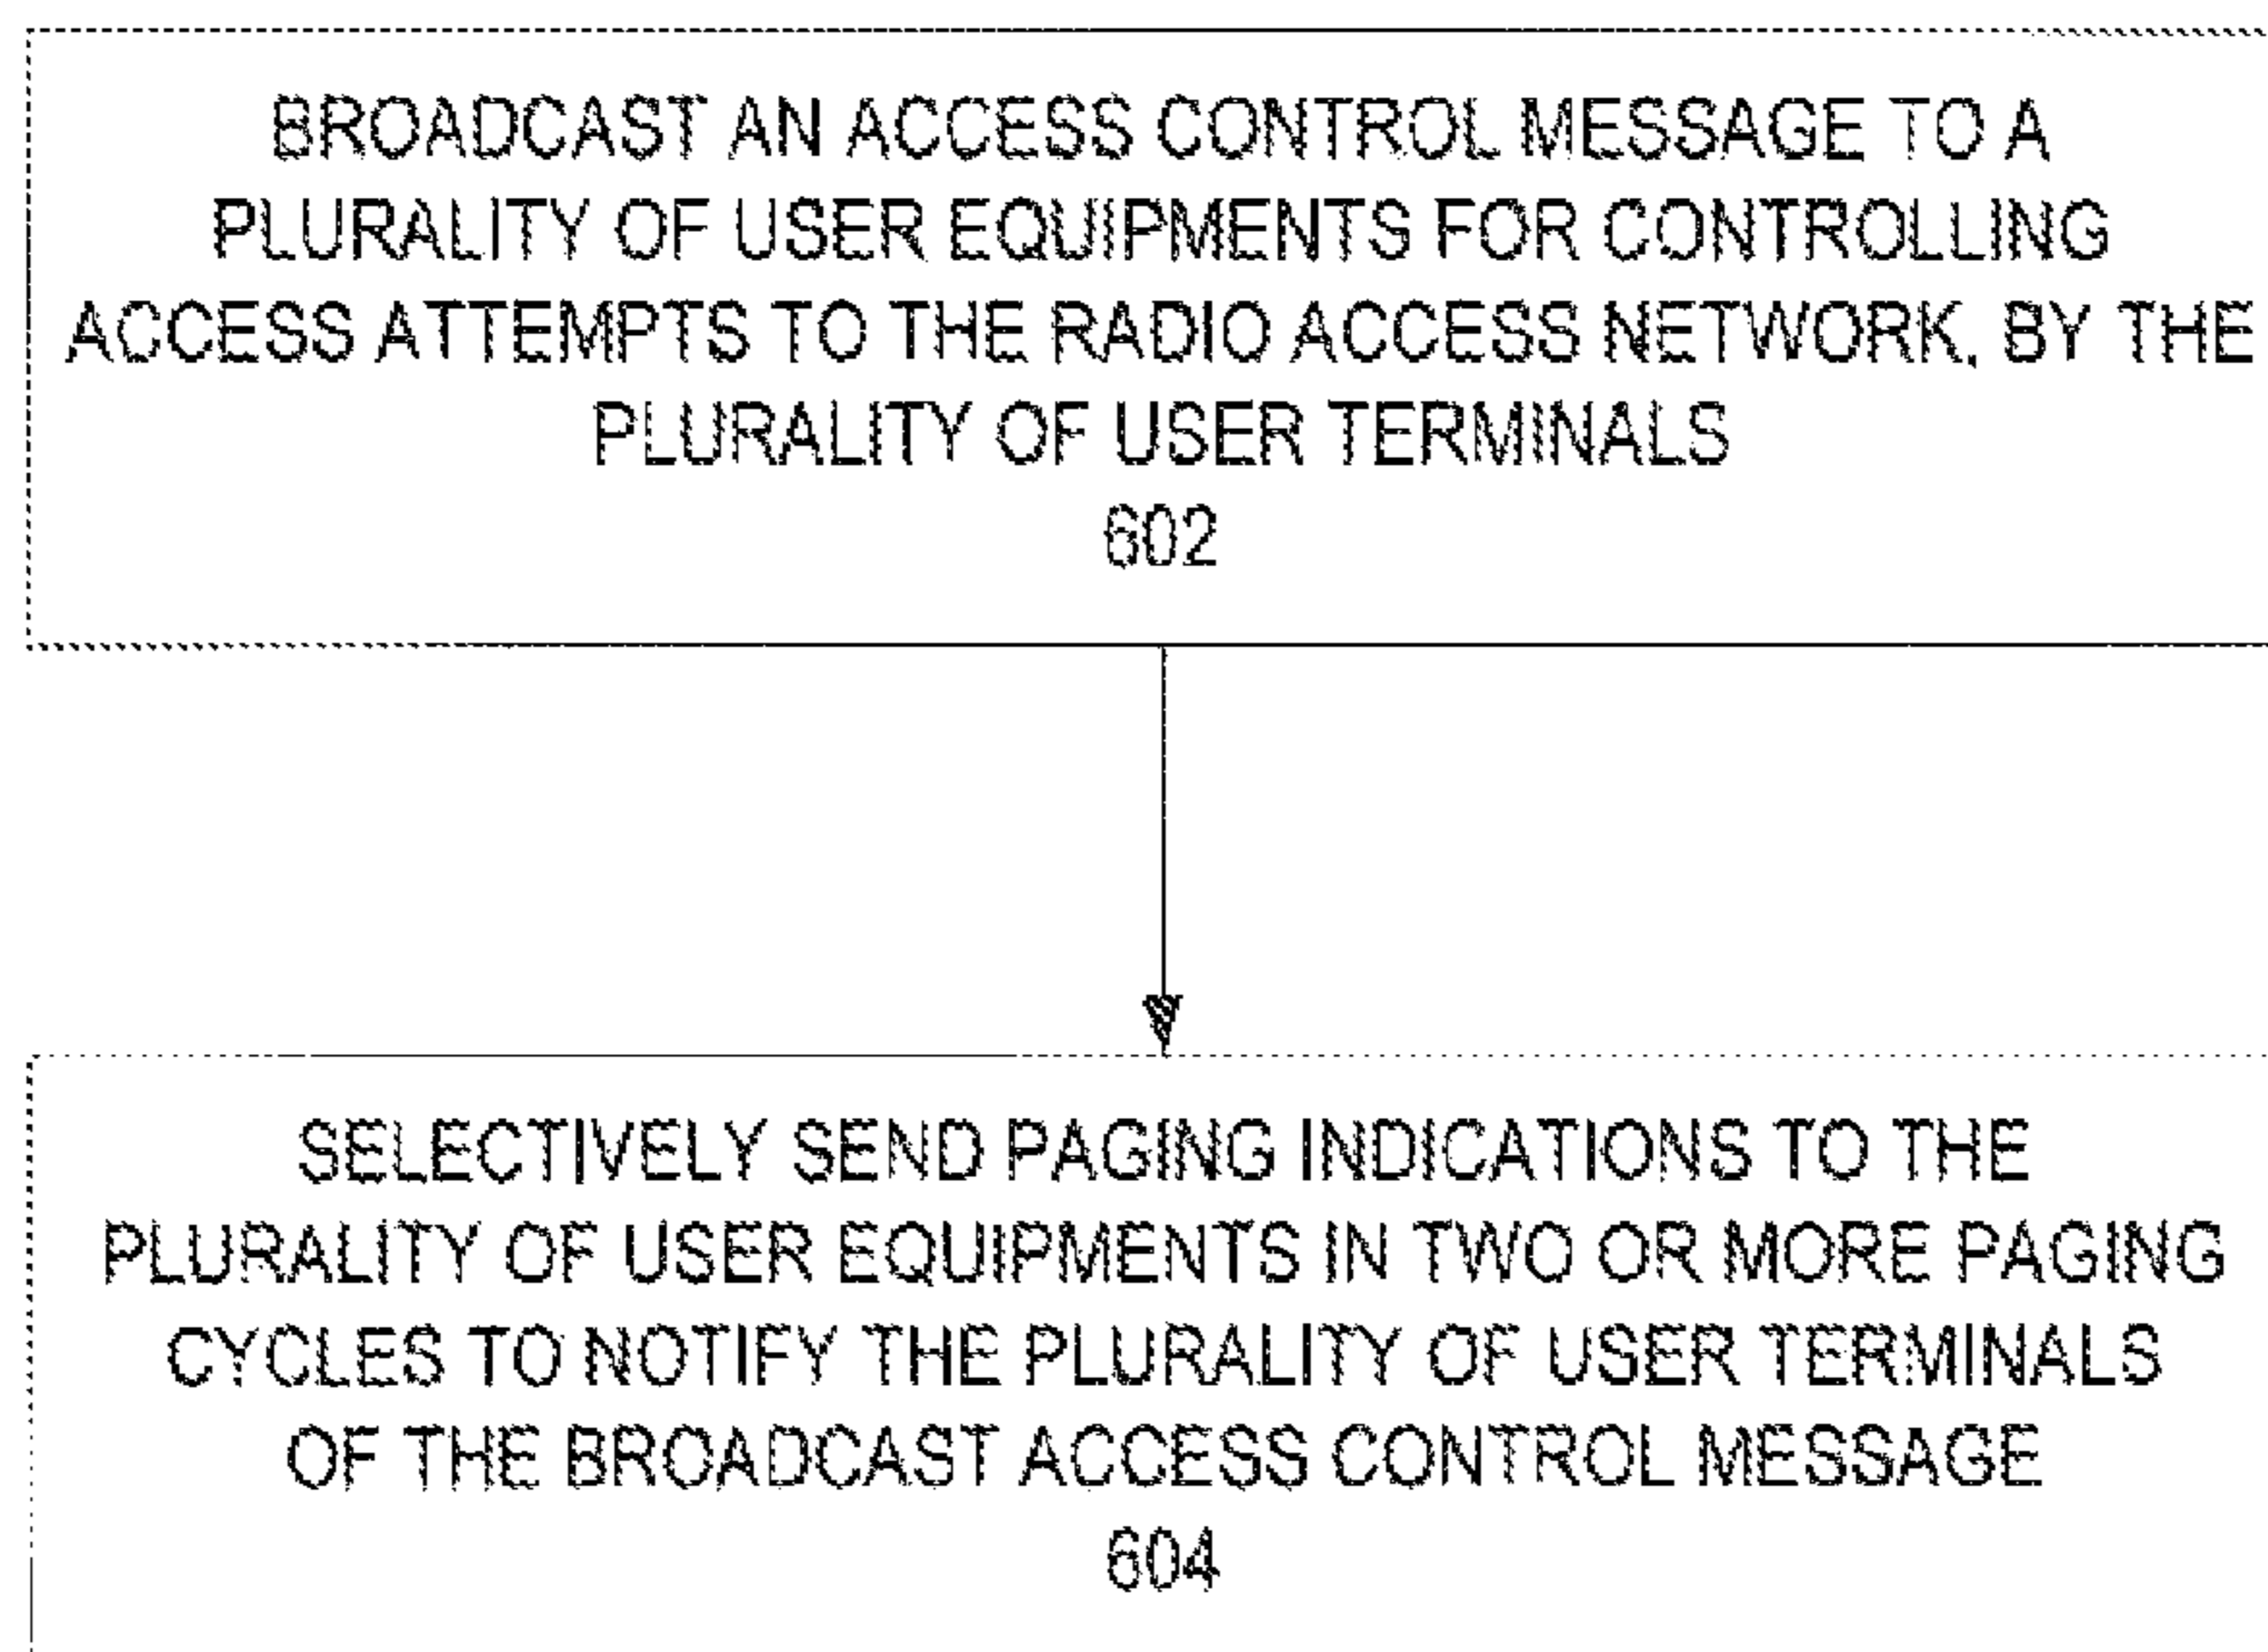 BROADCAST AN ACCESS CONTROL MESSAGE TO A
PLURALITY OF USER EQUIPMENTS FOR CONTROLLING
ACCESS ATTEMPTS TO THE RADIO ACCESS NETWORK, BY THE
PLURALITY OF USER TERMINALS
602
SELECTIVELY SEND PAGING INDICATIONS TO THE
PLURALITY OF USER EQUIPMENTS IN TWO OR MORE PAGING
CYCLES TO NOTIFY THE PLURALITY OF USER TERMINALS
OF THE BROADCAST ACCESS CONTROL MESSAGE
604